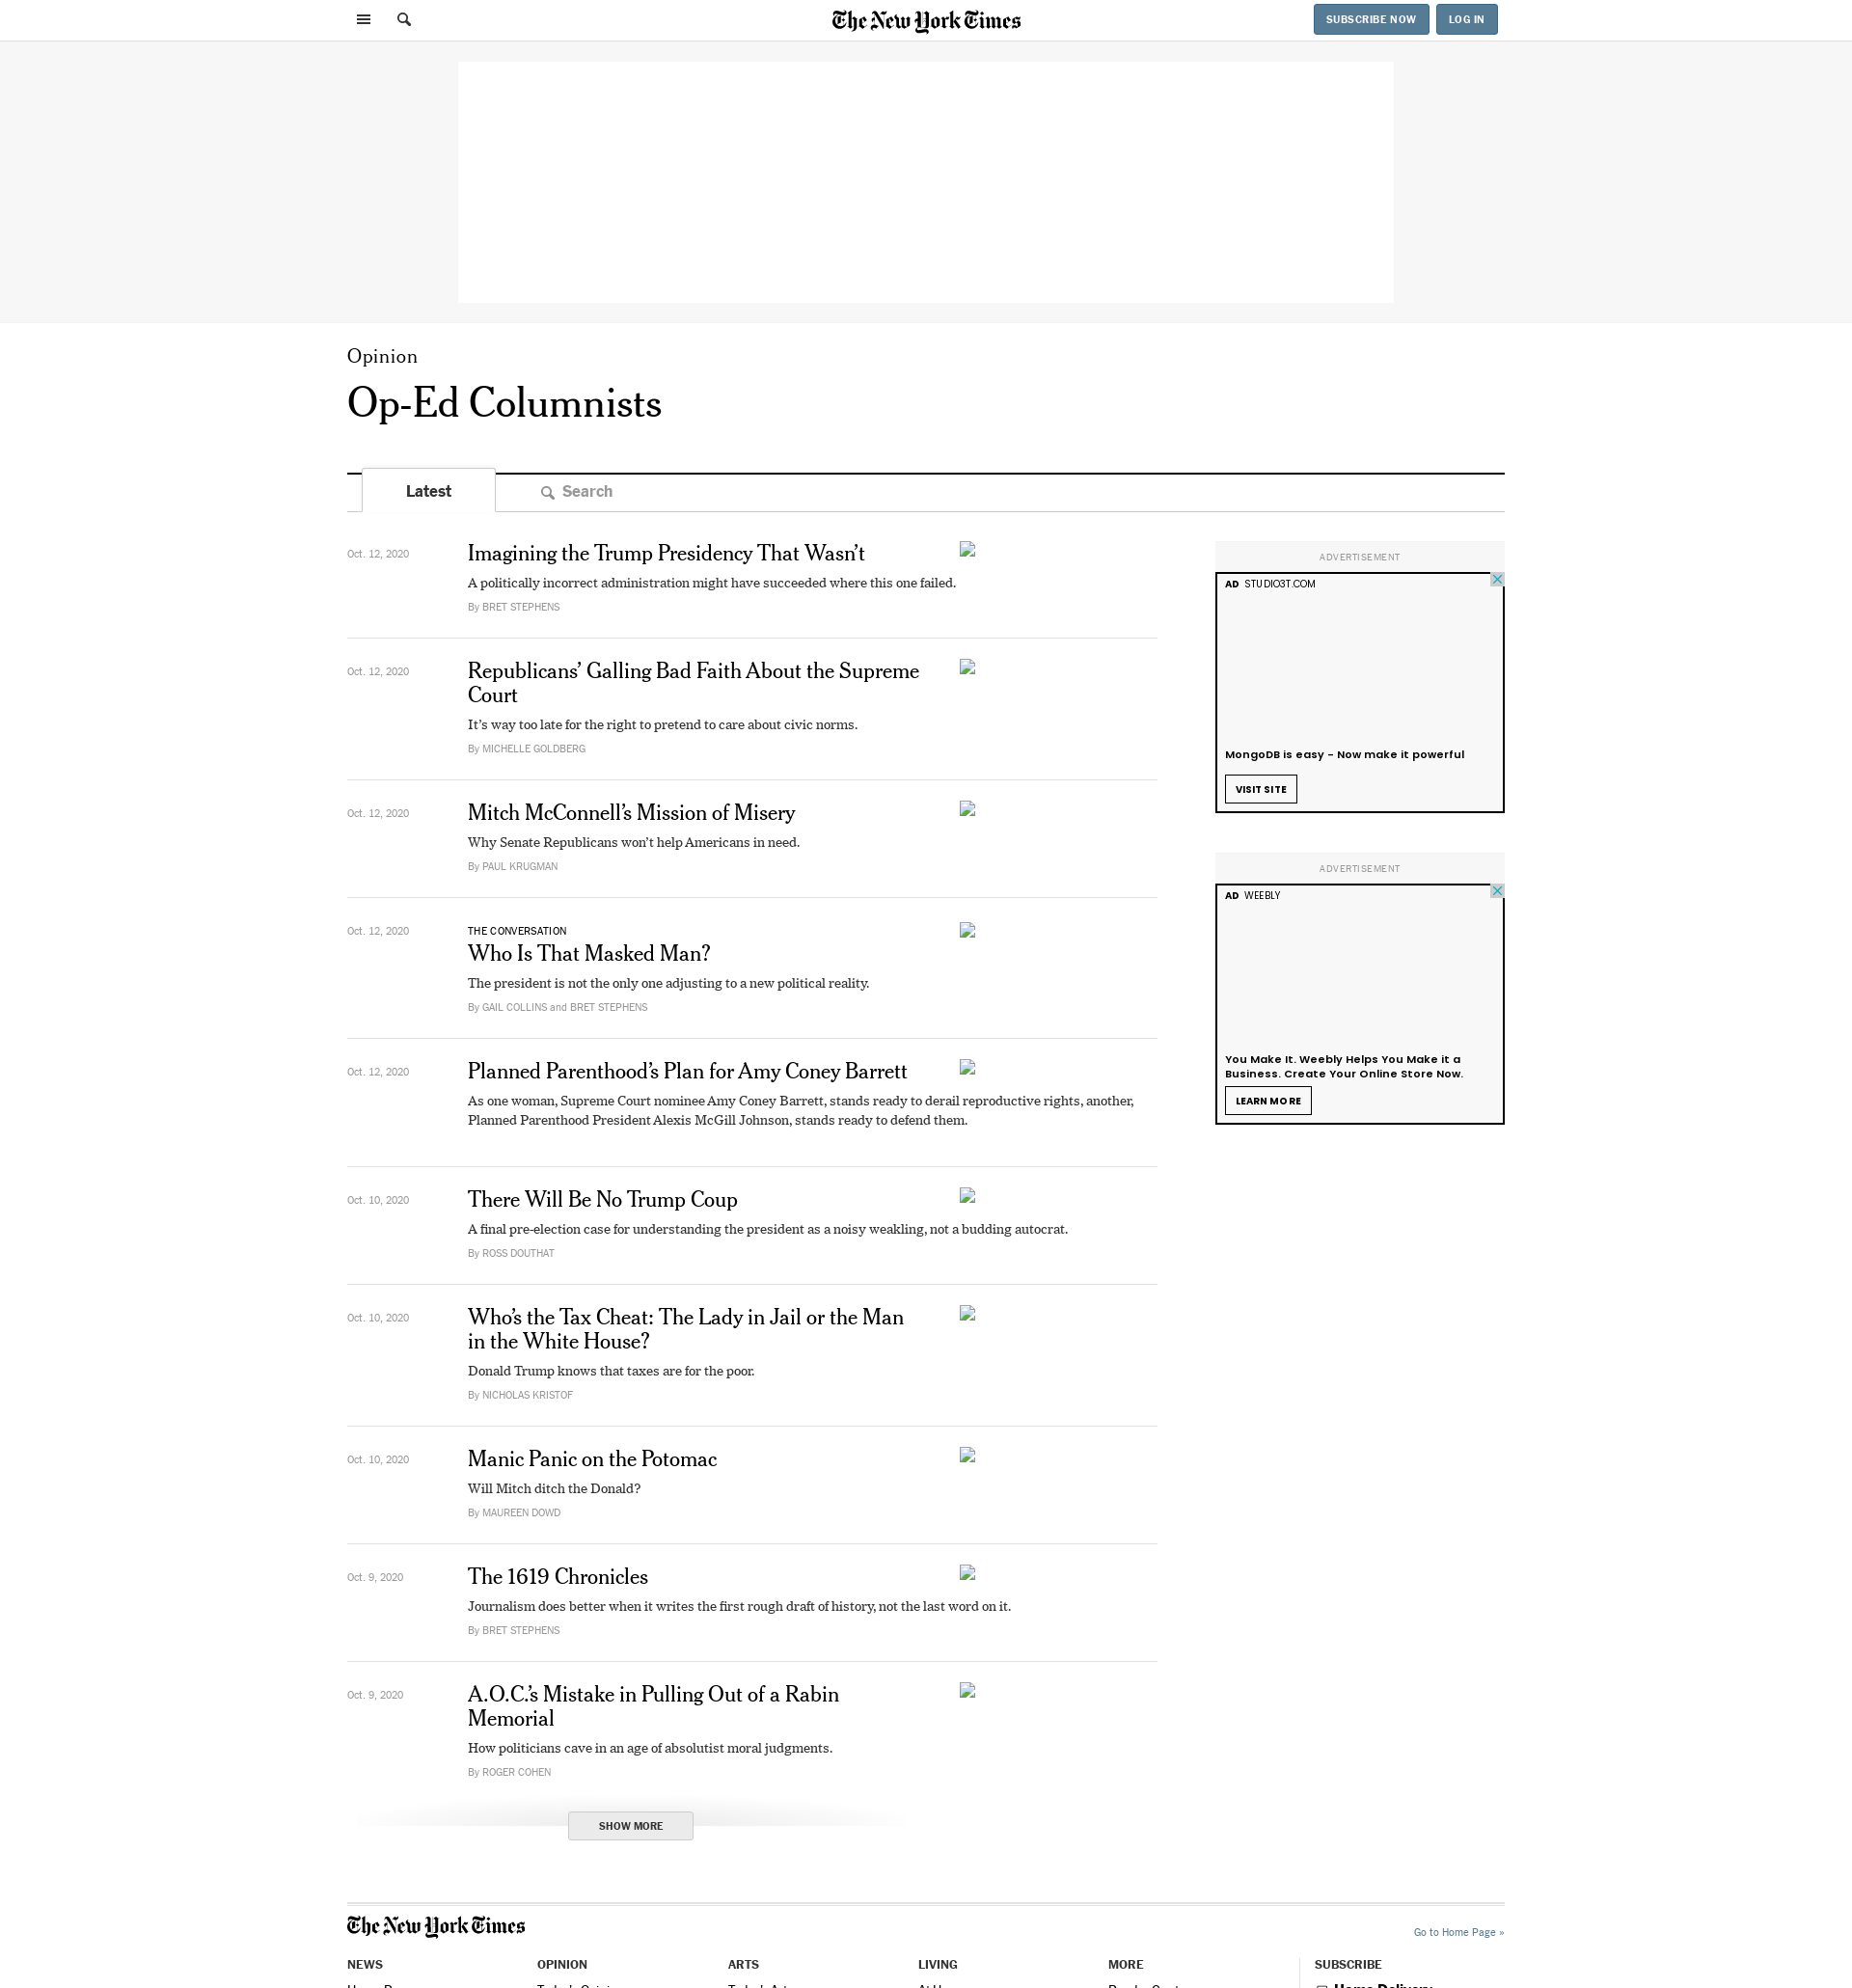 The New York Times
SUBSCRIBE NOW
LOG IN
Opinion
Op-Ed Columnists
Latest
Search
Oct. 12, 2020
Imagining the Trump Presidency That Wasn’t
A politically incorrect administration might have succeeded where this one failed.
By BRET STEPHENS
Oct. 12, 2020
Republicans’ Galling Bad Faith About the Supreme
Court
It’s way too late for the right to pretend to care about civic norms.
By MICHELLE GOLDBERG
Oct. 12, 2020
Mitch McConnell’s Mission of Misery
Why Senate Republicans won’t help Americans in need.
By PAUL KRUGMAN
Oct. 12, 2020
THE CONVERSATION
Who Is That Masked Man?
The president is not the only one adjusting to a new political reality.
By GAIL COLLINS and BRET STEPHENS
Oct. 12, 2020
Planned Parenthood’s Plan for Amy Coney Barrett
As one woman, Supreme Court nominee Amy Coney Barrett, stands ready to derail reproductive rights, another,
Planned Parenthood President Alexis McGill Johnson, stands ready to defend them.
Oct. 10, 2020
There Will Be No Trump Coup
A final pre-election case for understanding the president as a noisy weakling, not a budding autocrat.
By ROSS DOUTHAT
Oct. 10, 2020
Who’s the Tax Cheat: The Lady in Jail or the Man
in the White House?
Donald Trump knows that taxes are for the poor.
By NICHOLAS KRISTOF
Oct. 10, 2020
Manic Panic on the Potomac
Will Mitch ditch the Donald?
By MAUREEN DOWD
Oct. 9, 2020
The 1619 Chronicles
Journalism does better when it writes the first rough draft of history, not the last word on it.
By BRET STEPHENS
Oct. 9, 2020
A.O.C.’s Mistake in Pulling Out of a Rabin
Memorial
How politicians cave in an age of absolutist moral judgments.
By ROGER COHEN
SHOW MORE
ADVERTISEMENT
AD STUDIO3T.COM
MongoDB is easy - Now make it powerful
VISIT SITE
ADVERTISEMENT
AD WEEBLY
You Make It. Weebly Helps You Make it a
Business. Create Your Online Store Now.
LEARN MORE
The New York Times
Go to Home Page »
NEWS
OPINION
ARTS
LIVING
MORE
SUBSCRIBE
Home Delivery